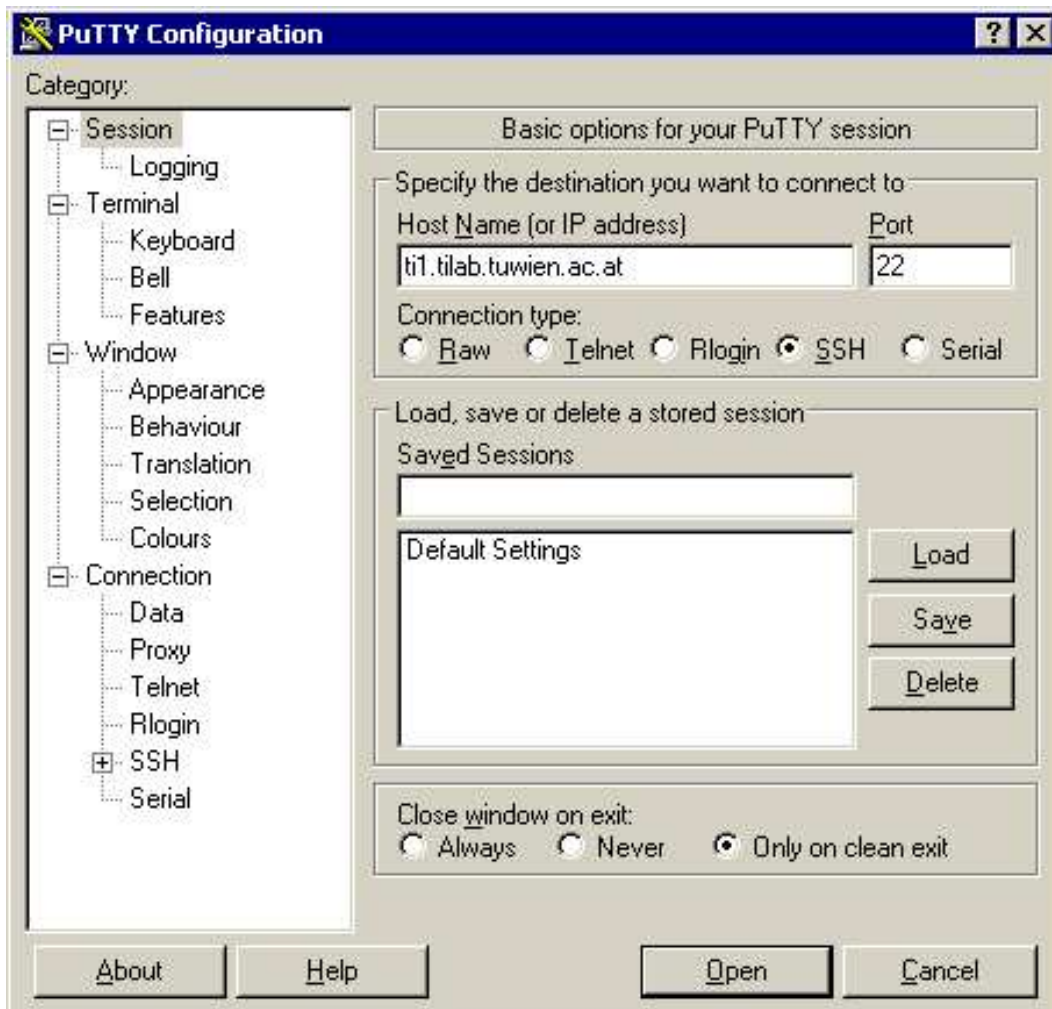 PuTTY Configuration
Category:
Session
Logging
Terminal
Keyboard
Bell
Features
Window
Appearance
Behaviour
Translation
Selection
Colours
Connection
Data
Proxy
Telnet
Rlogin
SSH
Serial
Basic options for your PuTTY session
Specify the destination you want to connect to
Host Name (or IP address) Port
ti1.tilab.tuwien.ac.at 22
Connection type:
Raw Telnet Rlogin SSH Serial
Load, save or delete a stored session
Saved Sessions
Default Settings
Load
Save
Delete
Close window on exit:
Always Never Only on clean exit
About Help Open Cancel